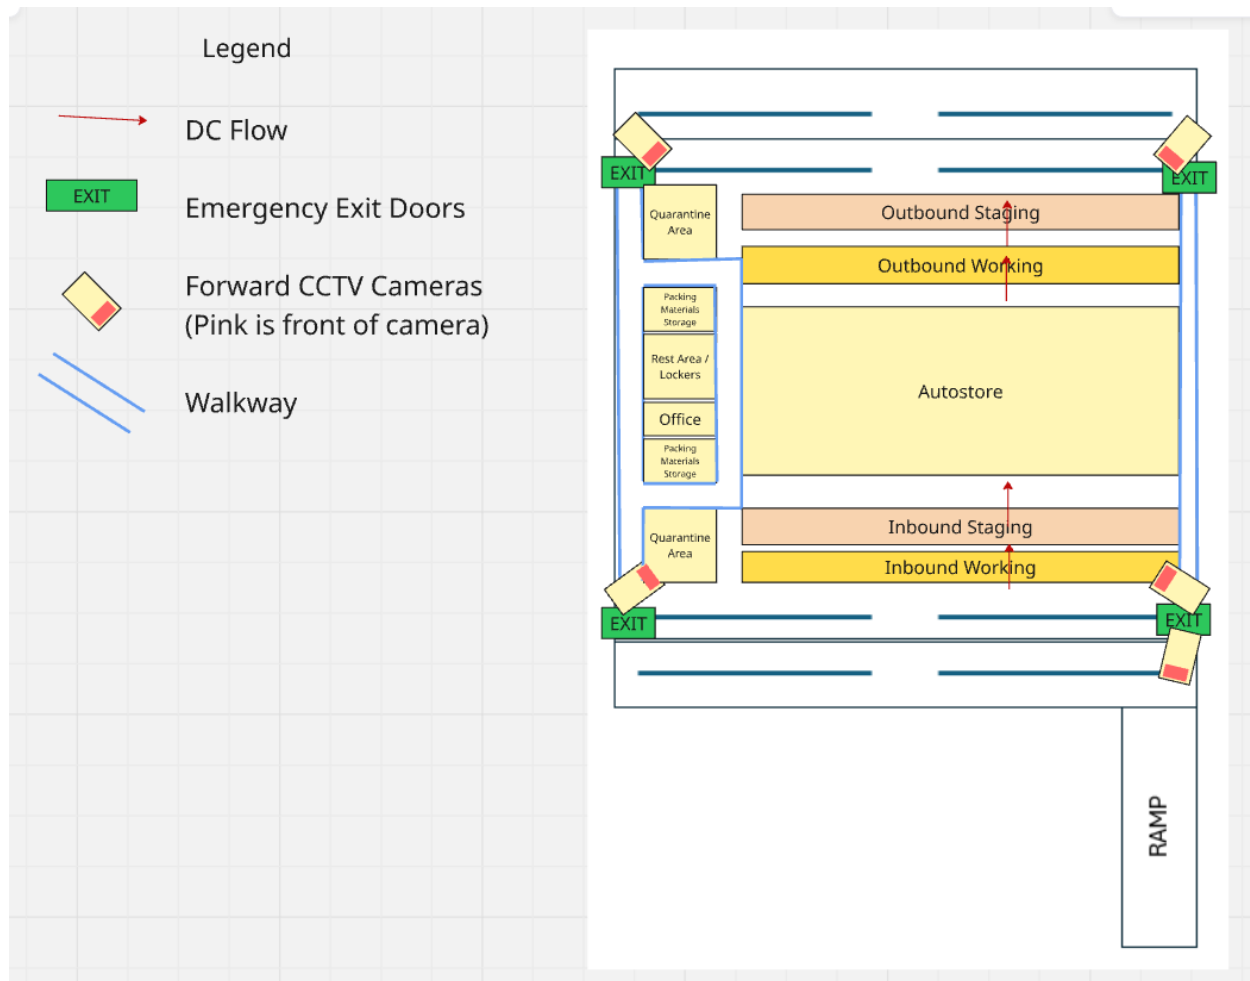 Legend
DC Flow
EXIT
Emergency Exit Doors
Forward CCTV Cameras
(Pink is front of camera)
Walkway
EXIT
EXIT
Quarantine
Area
Outbound Staging
Outbound Working
Packing
Materials
Storage
Rest Area /
Lockers
Office
Packing
Materials
Storage
Autostore
Quarantine
Area
Inbound Staging
Inbound Working
EXIT
EXIT
RAMP